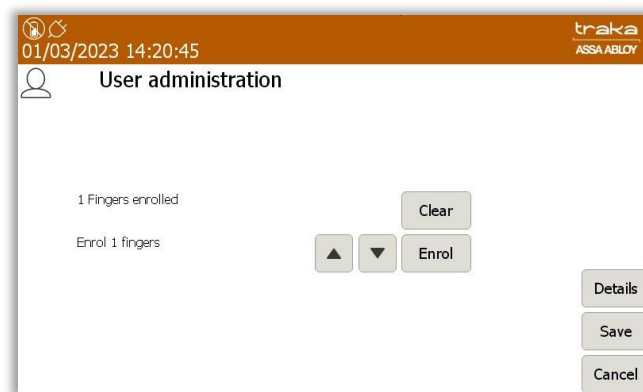 traka
01/03/2023 14:20:45
ASSA ABLOY
User administration
1 Fingers enrolled
Clear
Enrol 1 fingers
Enrol
Details
Save
Cancel